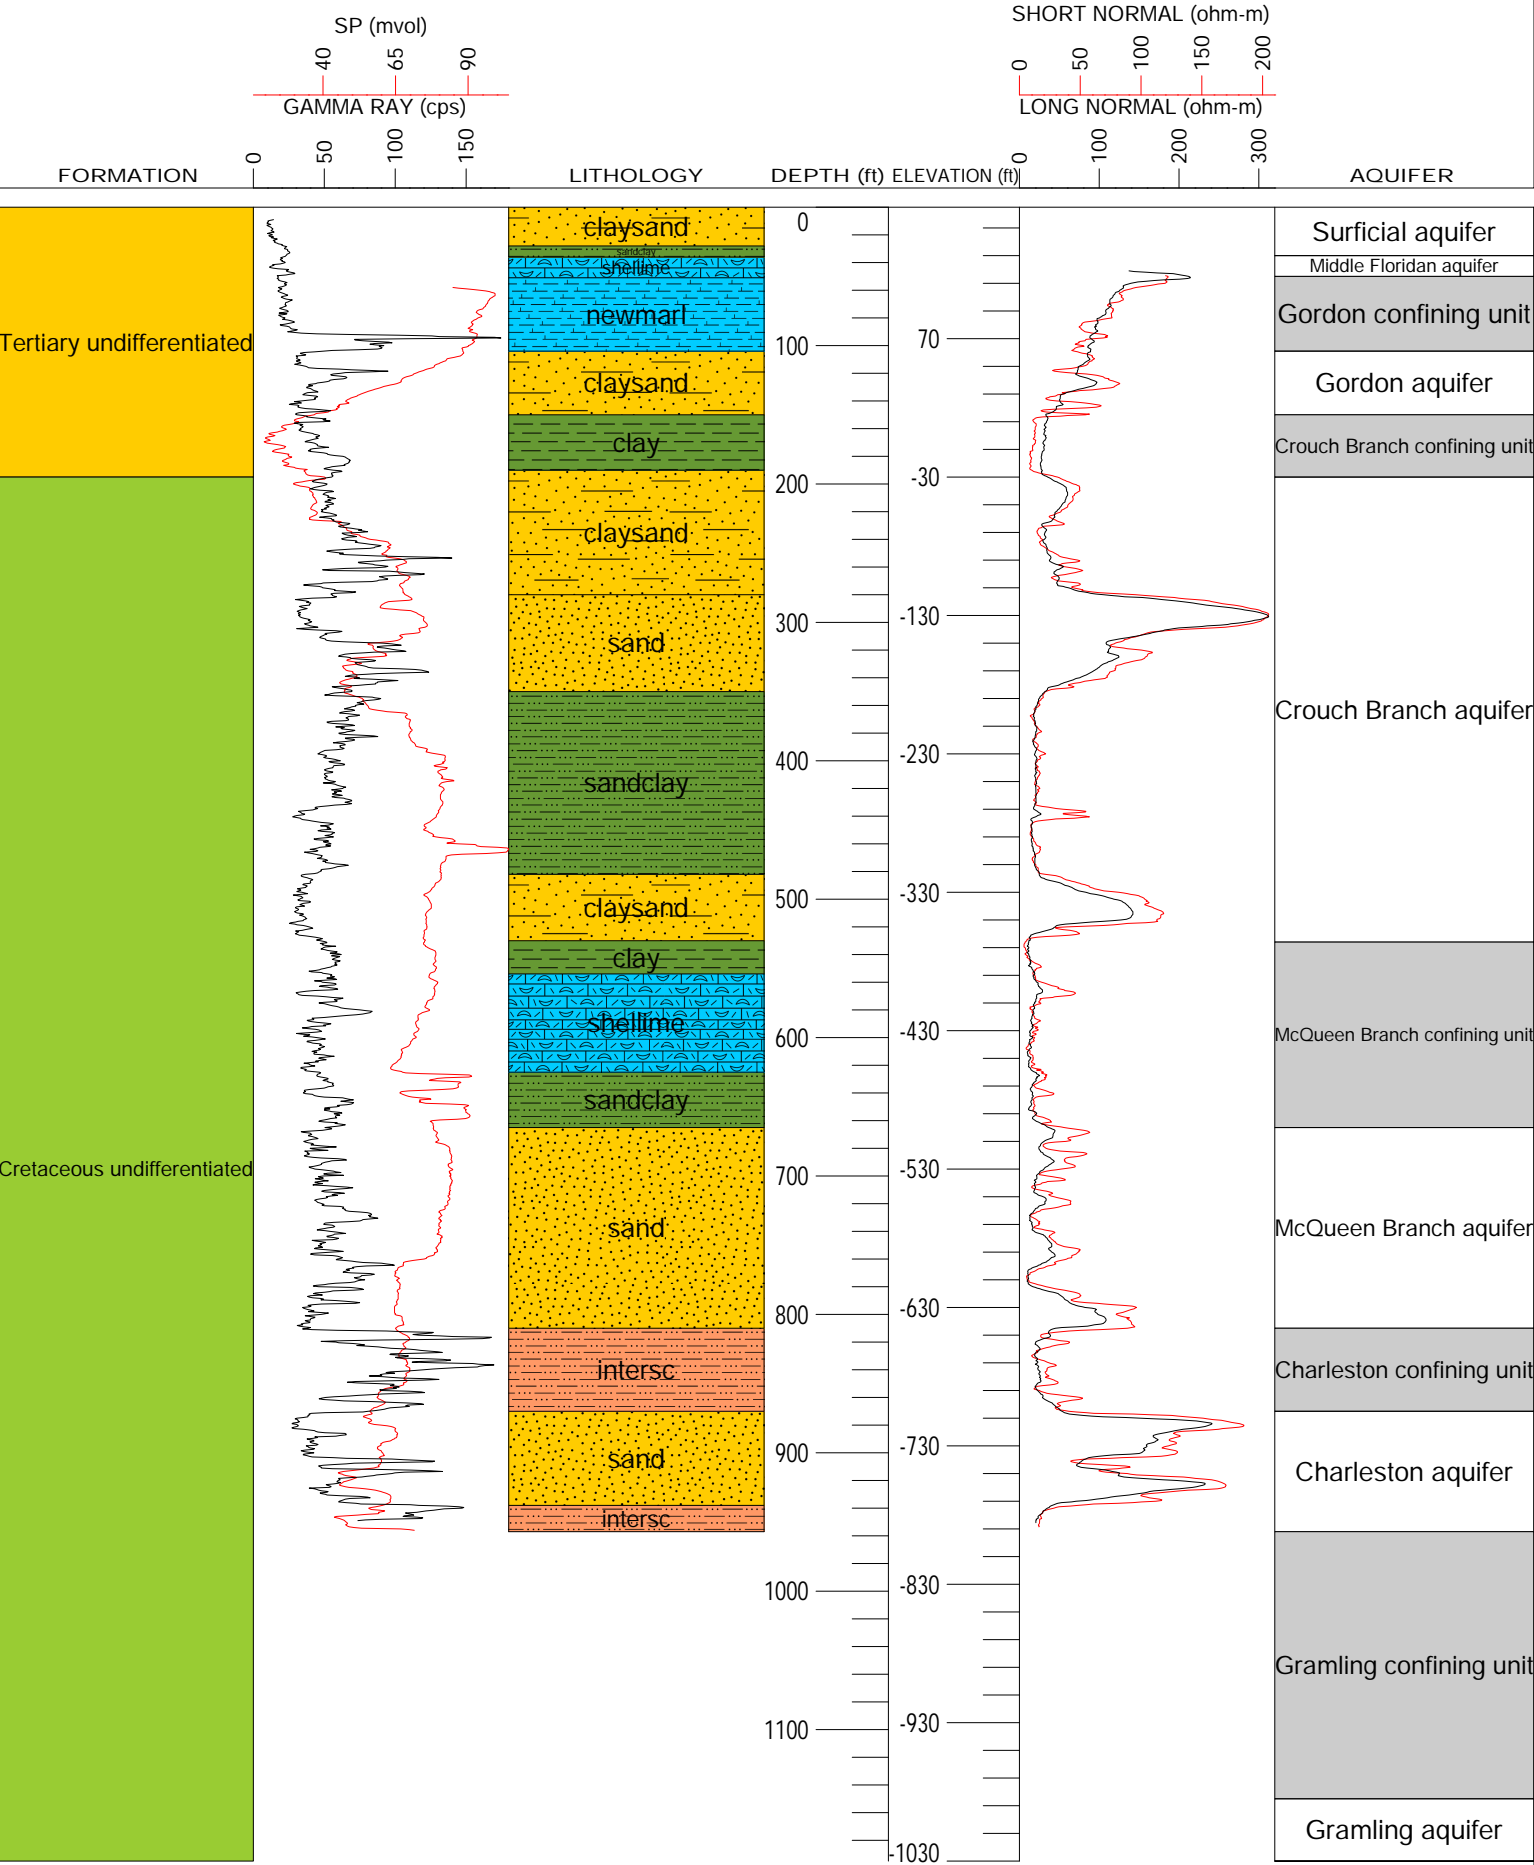 SP (mvol)
40 65 90
GAMMA RAY (cps)
0 50 100 150
SHORT NORMAL (ohm-m)
0 50 100 150 200
LONG NORMAL (ohm-m)
0 100 200 300
FORMATION
LITHOLOGY
DEPTH (ft)
ELEVATION (ft)
AQUIFER
Tertiary undifferentiated
Cretaceous undifferentiated
claysand
sandclay
shellime
newmarl
claysand
clay
claysand
sand
sandclay
claysand
clay
shellime
sandclay
sand
intersc
sand
intersc
0
100
200
300
400
500
600
700
800
900
1000
1100
70
-30
-130
-230
-330
-430
-530
-630
-730
-830
-930
-1030
Surficial aquifer
Middle Floridan aquifer
Gordon confining unit
Gordon aquifer
Crouch Branch confining unit
Crouch Branch aquifer
McQueen Branch confining unit
McQueen Branch aquifer
Charleston confining unit
Charleston aquifer
Gramling confining unit
Gramling aquifer